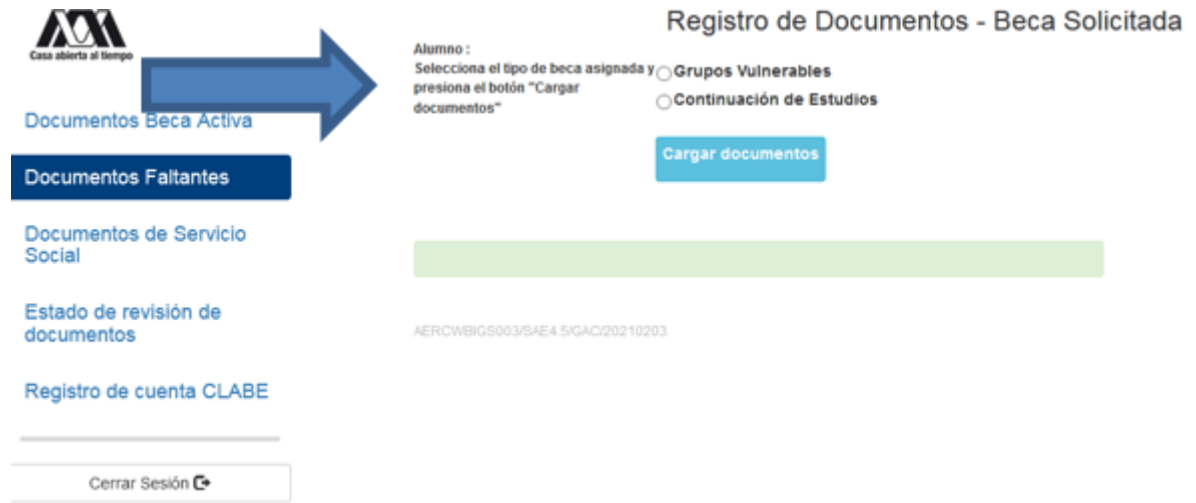 Casa abierta al tiempo
Documentos Beca Activa
Documentos Faltantes
Documentos de Servicio
Social
Estado de revisión de
documentos
Registro de cuenta CLABE
Cerrar Sesión
Registro de Documentos - Beca Solicitada
Alumno :
Selecciona el tipo de beca asignada y
presiona el botón "Cargar
documentos"
Grupos Vulnerables
Continuación de Estudios
Cargar documentos
AERCWBIGS003/SAE4.5/GAC/20210203